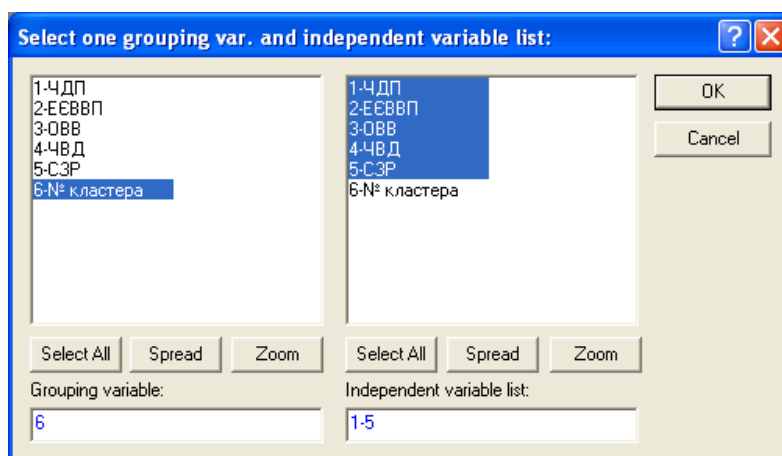 Select one grouping var. and independent variable list:
1-ЧДП
2-ЕЄВВП
3-ОВВ
4-ЧВД
5-СЗР
6-№ кластера
1-ЧДП
2-ЕЄВВП
3-ОВВ
4-ЧВД
5-СЗР
6-№ кластера
OK
Cancel
Select All
Spread
Zoom
Select All
Spread
Zoom
Grouping variable:
Independent variable list:
6
1-5